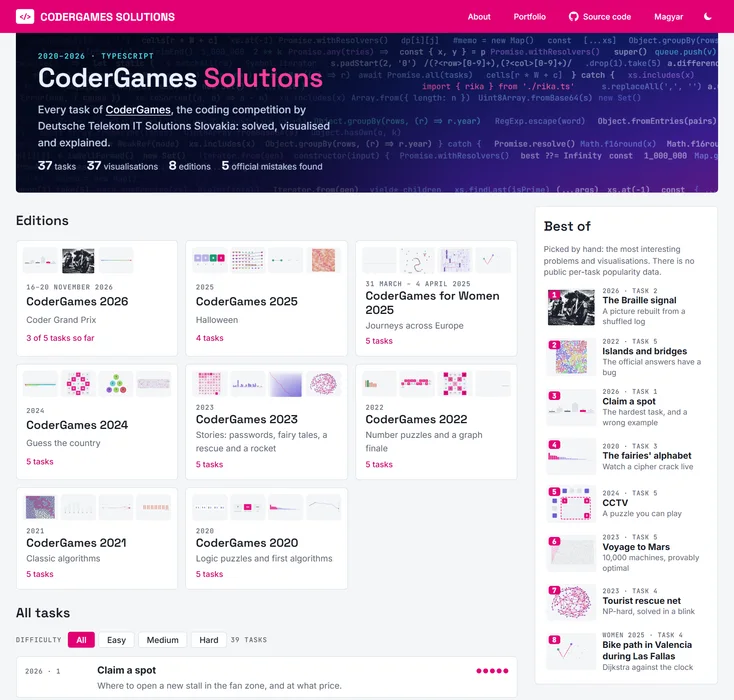 </> CODERGAMES SOLUTIONS
About Portfolio Source code Magyar
2020–2026 · TYPESCRIPT
CoderGames Solutions
Every task of CoderGames, the coding competition by
Deutsche Telekom IT Solutions Slovakia: solved, visualised
and explained.
37 tasks 37 visualisations 8 editions 5 official mistakes found
Editions
16–20 NOVEMBER 2026
CoderGames 2026
Coder Grand Prix
3 of 5 tasks so far
2025
CoderGames 2025
Halloween
4 tasks
31 MARCH – 4 APRIL 2025
CoderGames for Women
2025
Journeys across Europe
5 tasks
2024
CoderGames 2024
Guess the country
5 tasks
2023
CoderGames 2023
Stories: passwords, fairy tales, a
rescue and a rocket
5 tasks
2022
CoderGames 2022
Number puzzles and a graph
finale
5 tasks
2021
CoderGames 2021
Classic algorithms
5 tasks
2020
CoderGames 2020
Logic puzzles and first algorithms
5 tasks
Best of
Picked by hand: the most interesting
problems and visualisations. There is no
public per-task popularity data.
1
2026 · TASK 2
The Braille signal
A picture rebuilt from a
shuffled log
2
2022 · TASK 5
Islands and bridges
The official answers have a
bug
3
2026 · TASK 1
Claim a spot
The hardest task, and a
wrong example
4
2020 · TASK 3
The fairies' alphabet
Watch a cipher crack live
5
2024 · TASK 5
CCTV
A puzzle you can play
6
2023 · TASK 5
Voyage to Mars
10,000 machines, provably
optimal
7
2023 · TASK 4
Tourist rescue net
NP-hard, solved in a blink
8
WOMEN 2025 · TASK 4
Bike path in Valencia
during Las Fallas
Dijkstra against the clock
All tasks
DIFFICULTY All Easy Medium Hard 39 TASKS
2026 · 1
Claim a spot
Where to open a new stall in the fan zone, and at what price.